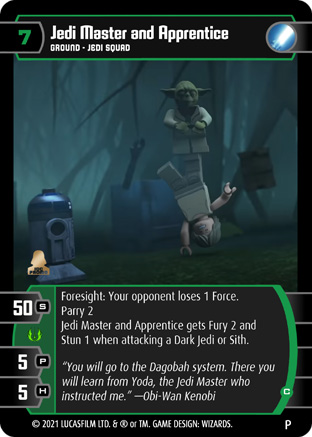 7
Jedi Master and Apprentice
GROUND • JEDI SQUAD
50 S
5 P
5 H
Foresight: Your opponent loses 1 Force.
Parry 2
Jedi Master and Apprentice gets Fury 2 and
Stun 1 when attacking a Dark Jedi or Sith.
“You will go to the Dagobah system. There you
will learn from Yoda, the Jedi Master who
instructed me.” —Obi-Wan Kenobi
C
© 2021 LUCASFILM LTD. & ® or TM. GAME DESIGN: WIZARDS.
P